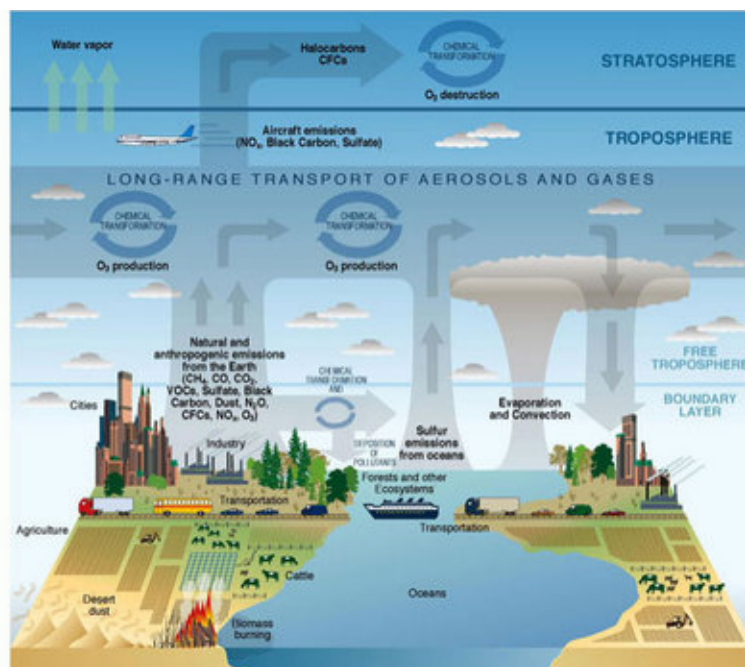 Water vapor
Halocarbons
CFCs
CHEMICAL
TRANSFORMATION
O₃ destruction
STRATOSPHERE
Aircraft emissions
(NOₓ, Black Carbon, Sulfate)
TROPOSPHERE
LONG-RANGE TRANSPORT OF AEROSOLS AND GASES
CHEMICAL
TRANSFORMATION
O₃ production
CHEMICAL
TRANSFORMATION
O₃ production
Natural and
anthropogenic emissions
from the Earth
(CH₄, CO, CO₂,
VOCs, Sulfate, Black
Carbon, Dust, N₂O,
CFCs, NOₓ, O₃)
FREE
TROPOSPHERE
CHEMICAL
TRANSFORMATION
AND
DEPOSITION
OF
POLLUTANTS
BOUNDARY
LAYER
Cities
Evaporation
and Convection
Industry
Sulfur
emissions
from oceans
Forests and other
Ecosystems
Transportation
Transportation
Agriculture
Cattle
Oceans
Desert
dust
Biomass
burning